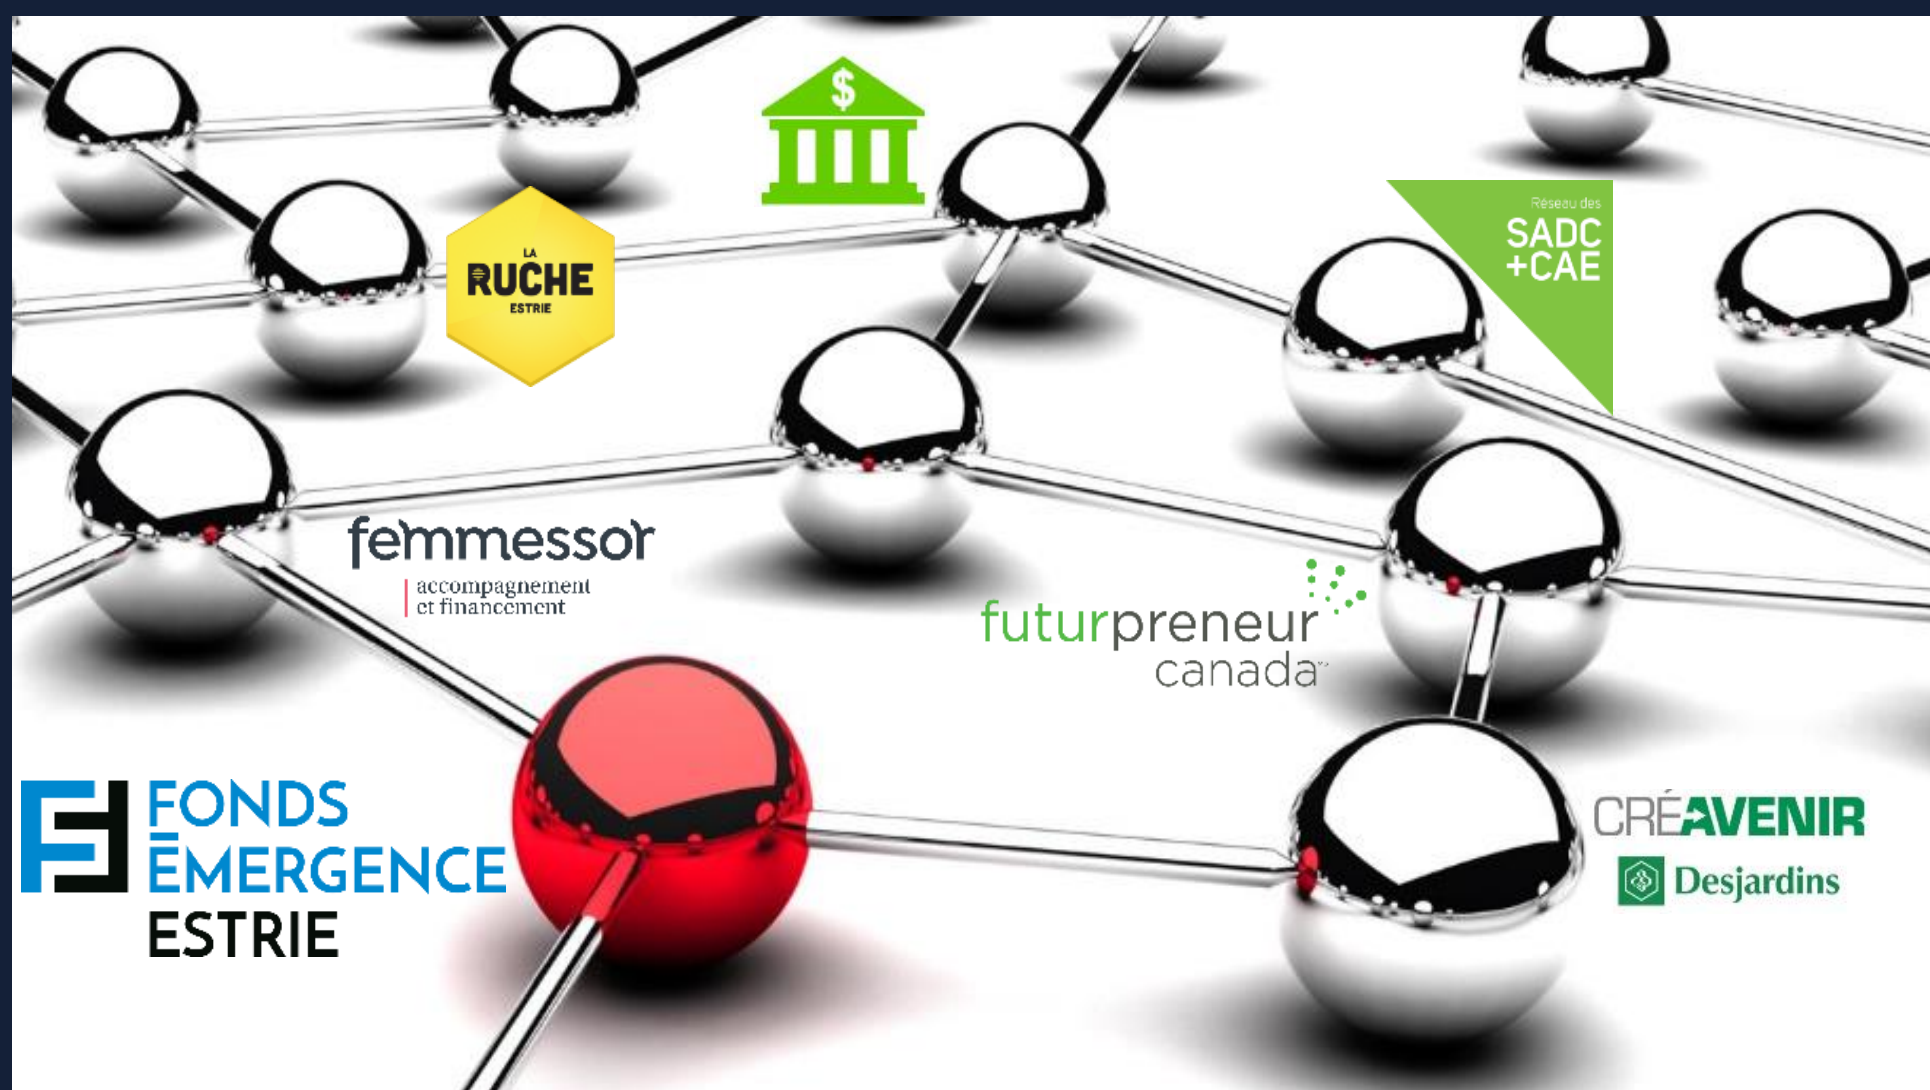 $
LA
RUCHE
ESTRIE
Réseau des
SADC
+CAE
femmessor
accompagnement
et financement
futurpreneur
canada
FONDS
ÉMERGENCE
ESTRIE
CRÉAVENIR
Desjardins